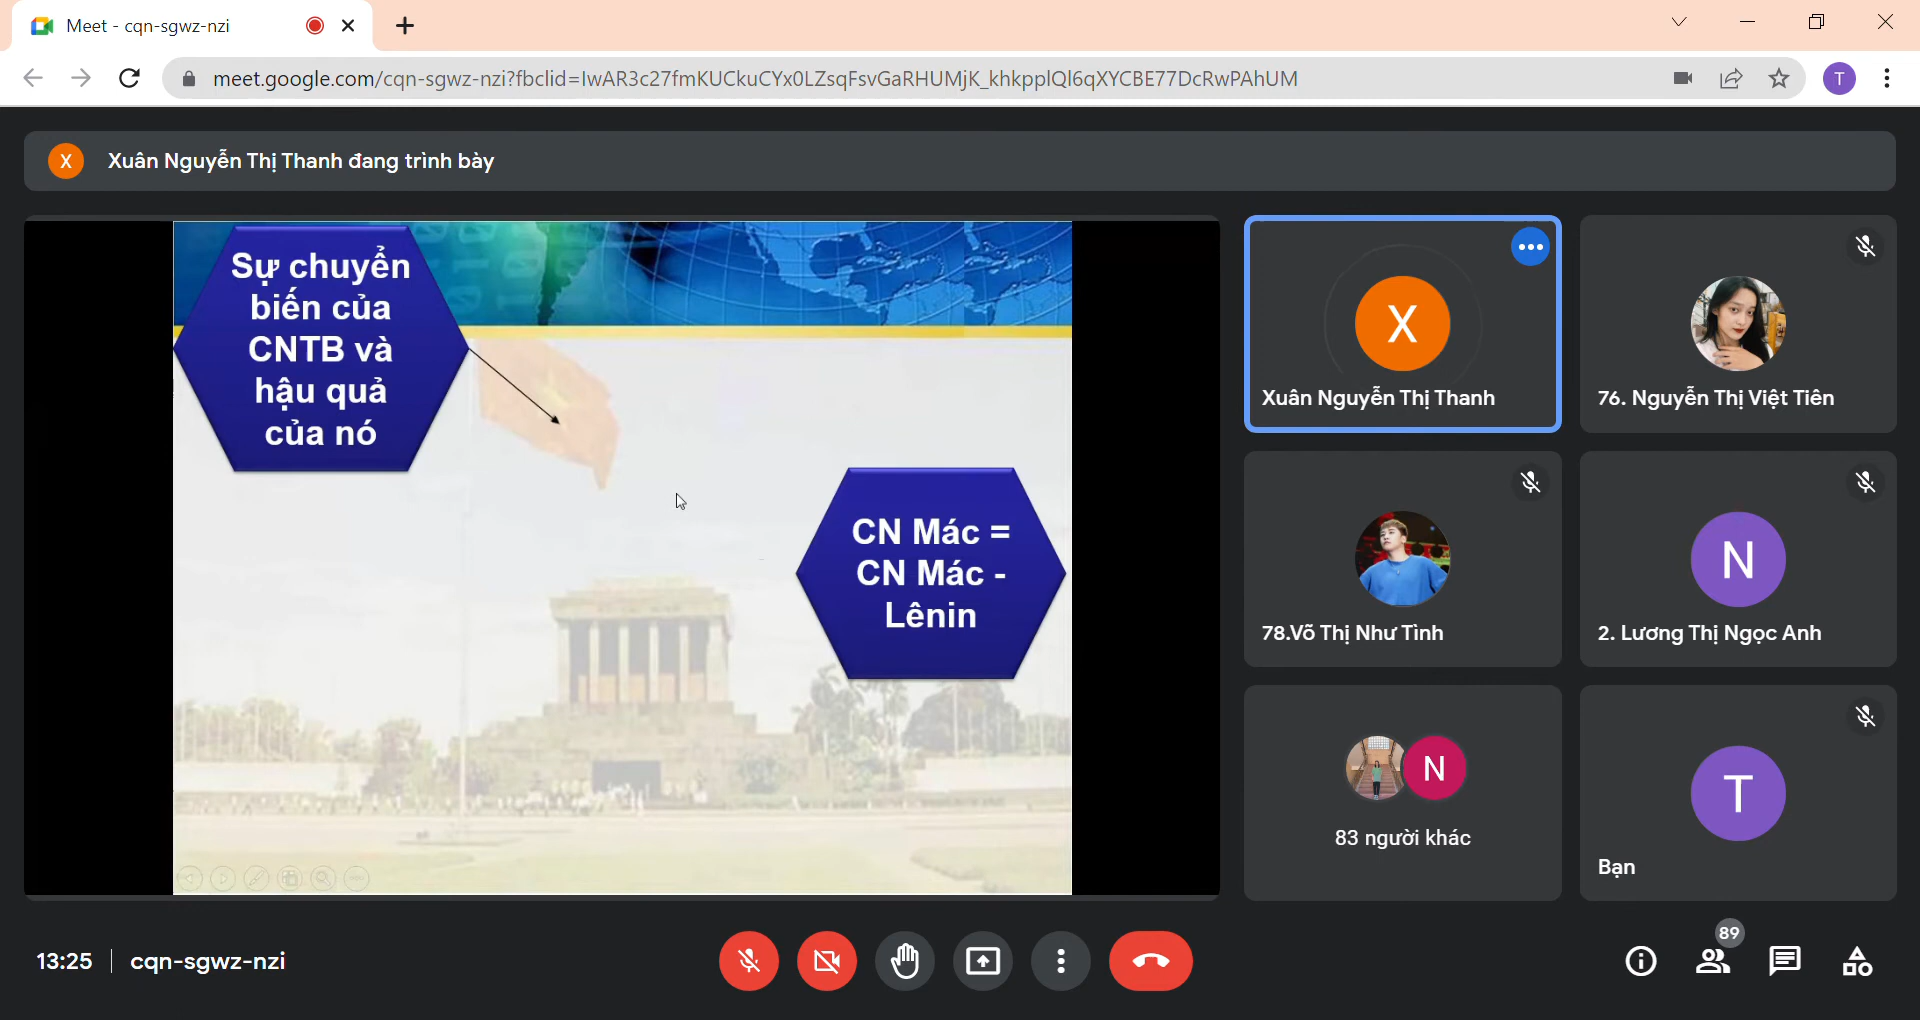 Meet - cqn-sgwz-nzi
meet.google.com/cqn-sgwz-nzi?fbclid=IwAR3c27fmKUCkuCYx0LZsqFsvGaRHUMjK_khkpplQl6qXYCBE77DcRwPAhUM
T
X
Xuân Nguyễn Thị Thanh đang trình bày
Sự chuyển
biến của
CNTB và
hậu quả
của nó
CN Mác =
CN Mác -
Lênin
X
Xuân Nguyễn Thị Thanh
76. Nguyễn Thị Việt Tiên
78.Võ Thị Như Tình
N
2. Lương Thị Ngọc Anh
N
83 người khác
T
Bạn
13:25
cqn-sgwz-nzi
89